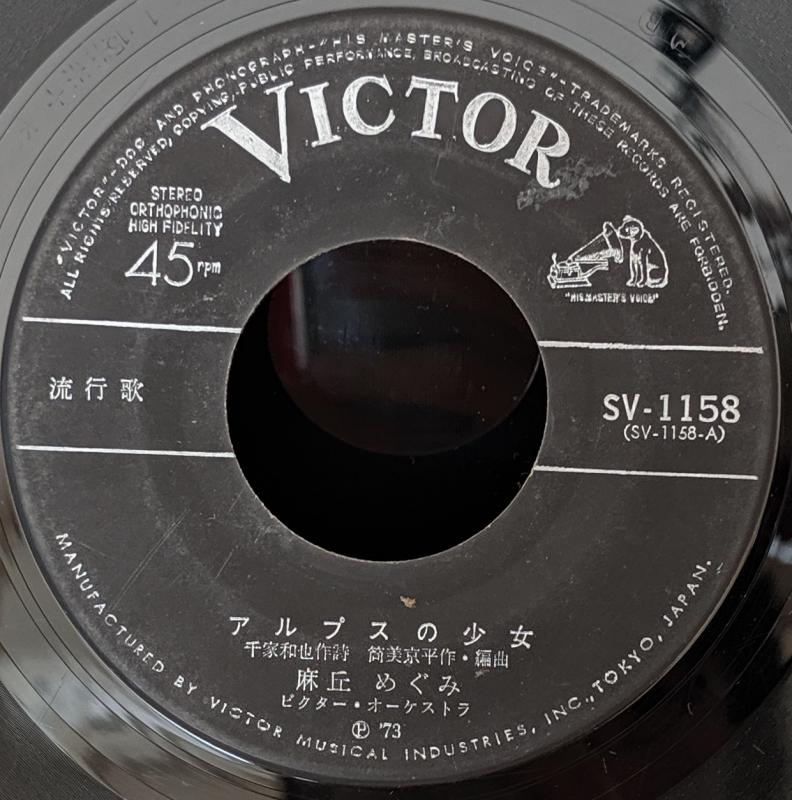 "VICTOR"-DOG AND PHONOGRAPH-"HIS MASTER'S VOICE"-TRADEMARKS REGISTERED.
ALL RIGHTS RESERVED, COPYING, PUBLIC PERFORMANCE, BROADCASTING OF THESE RECORDS ARE FORBIDDEN.
VICTOR
STEREO
ORTHOPHONIC
HIGH FIDELITY
45 rpm
"HIS MASTER'S VOICE"
流行歌
SV-1158
(SV-1158-A)
アルプスの少女
千家和也作詩 筒美京平作・編曲
麻丘めぐみ
ビクター・オーケストラ
Ⓟ '73
MANUFACTURED BY VICTOR MUSICAL INDUSTRIES, INC., TOKYO, JAPAN.